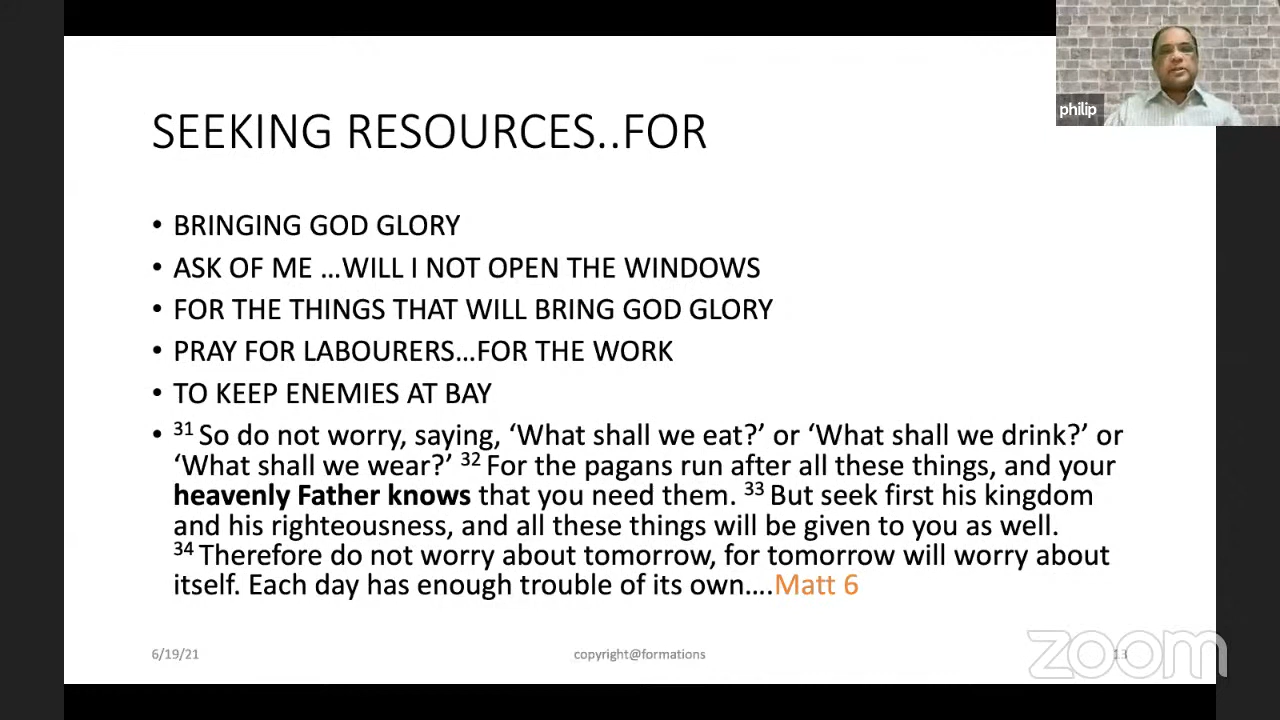 philip
SEEKING RESOURCES..FOR
• BRINGING GOD GLORY
• ASK OF ME …WILL I NOT OPEN THE WINDOWS
• FOR THE THINGS THAT WILL BRING GOD GLORY
• PRAY FOR LABOURERS…FOR THE WORK
• TO KEEP ENEMIES AT BAY
• 31 So do not worry, saying, ‘What shall we eat?’ or ‘What shall we drink?’ or
‘What shall we wear?’ 32 For the pagans run after all these things, and your
heavenly Father knows that you need them. 33 But seek first his kingdom
and his righteousness, and all these things will be given to you as well.
34 Therefore do not worry about tomorrow, for tomorrow will worry about
itself. Each day has enough trouble of its own….Matt 6
6/19/21
copyright@formations
13
zoom